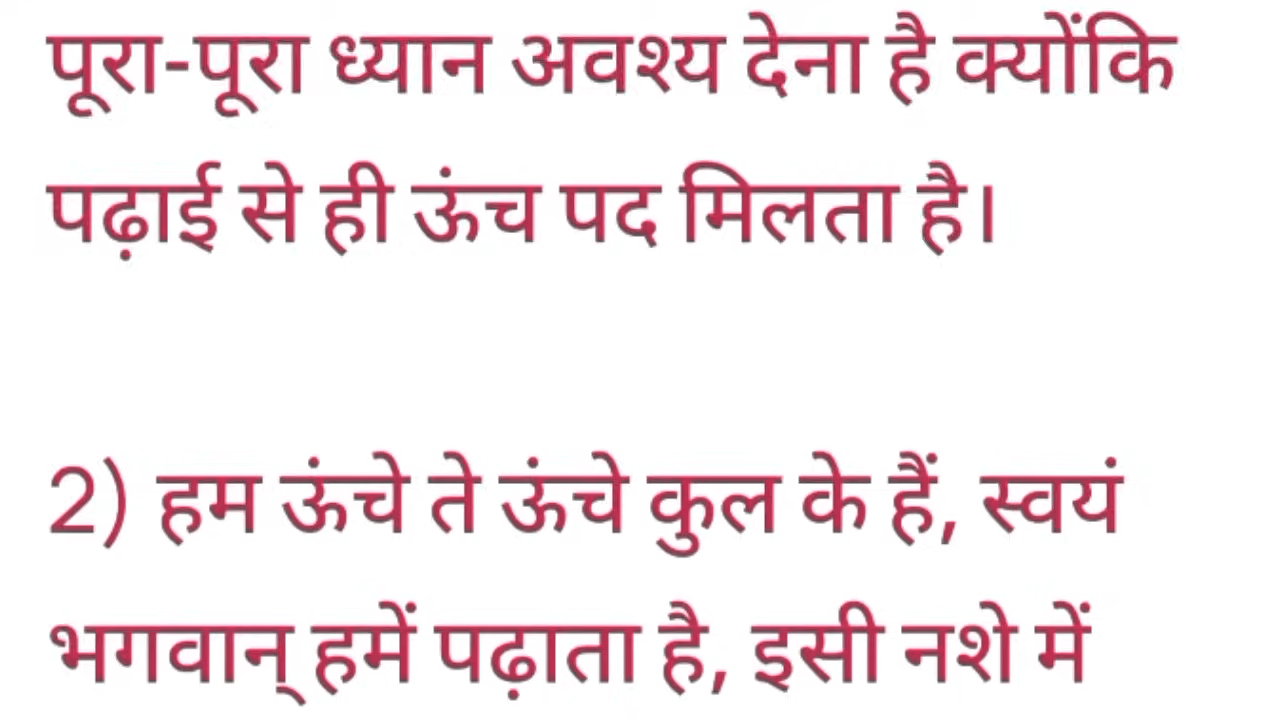 पूरा-पूरा ध्यान अवश्य देना है क्योंकि
पढ़ाई से ही ऊंच पद मिलता है।
2) हम ऊंचे ते ऊंचे कुल के हैं, स्वयं
भगवान् हमें पढ़ाता है, इसी नशे में